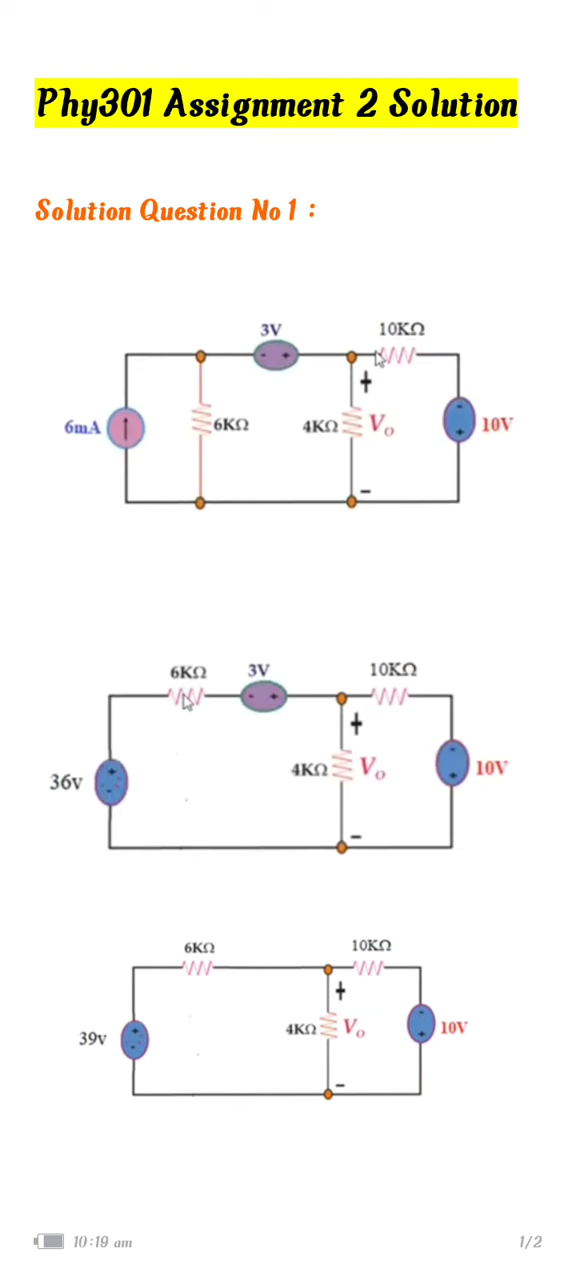 Phy301 Assignment 2 Solution
Solution Question No 1 :
3V
10KΩ
+
6mA
6KΩ
4KΩ
Vo
10V
-
+
-
+
-
6KΩ
3V
10KΩ
-
+
+
36v
4KΩ
Vo
10V
-
+
-
6KΩ
10KΩ
+
39v
4KΩ
Vo
10V
-
+
-
10:19 am
1/2